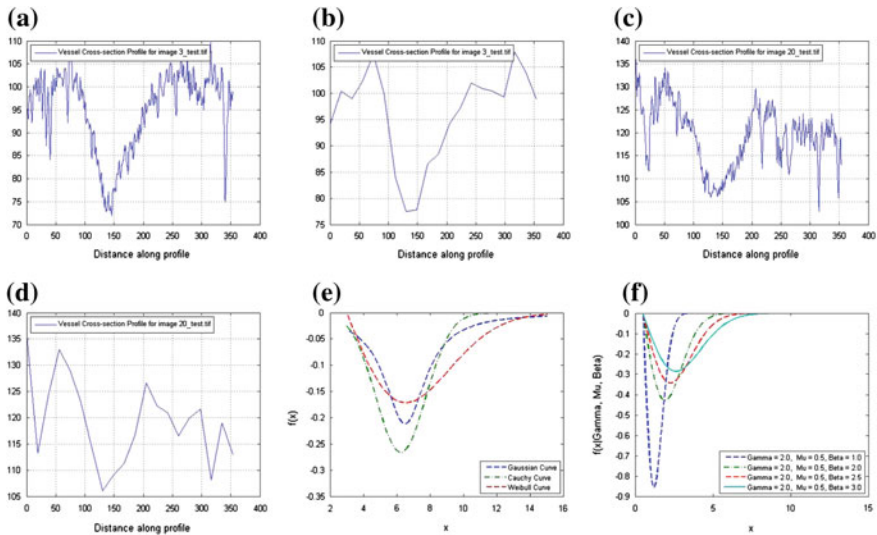 (a)
Vessel Cross-section Profile for image 3_test.tif
110
105
100
95
90
85
80
75
70
0 50 100 150 200 250 300 350 400
Distance along profile
(b)
Vessel Cross-section Profile for image 3_test.tif
110
105
100
95
90
85
80
75
0 50 100 150 200 250 300 350 400
Distance along profile
(c)
Vessel Cross-section Profile for image 20_test.tif
140
135
130
125
120
115
110
105
100
0 50 100 150 200 250 300 350 400
Distance along profile
(d)
Vessel Cross-section Profile for image 20_test.tif
140
135
130
125
120
115
110
105
0 50 100 150 200 250 300 350 400
Distance along profile
(e)
0
-0.05
-0.1
-0.15
-0.2
-0.25
-0.3
-0.35
f(x)
Gaussian Curve
Cauchy Curve
Weibull Curve
2 4 6 8 10 12 14 16
x
(f)
0
-0.1
-0.2
-0.3
-0.4
-0.5
-0.6
-0.7
-0.8
-0.9
f(x|Gamma, Mu, Beta)
Gamma = 2.0, Mu = 0.5, Beta = 1.0
Gamma = 2.0, Mu = 0.5, Beta = 2.0
Gamma = 2.0, Mu = 0.5, Beta = 2.5
Gamma = 2.0, Mu = 0.5, Beta = 3.0
0 5 10 15
x